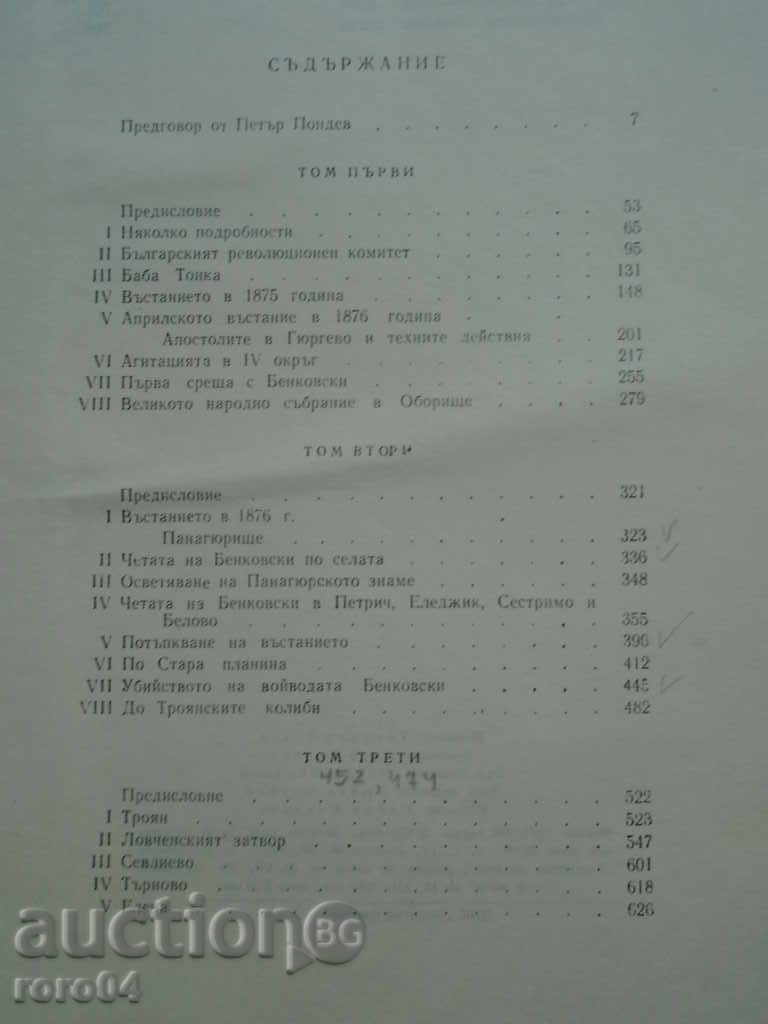 СЪДЪРЖАНИЕ
Предговор от Петър Пондев . . . . . . . . 7
ТОМ ПЪРВИ
Предисловие . . . . . . . . . . . . 53
I Няколко подробности . . . . . . . . . 65
II Българският революционен комитет . . . . . . 95
III Баба Тонка . . . . . . . . . . . . 131
IV Въстанието в 1875 година . . . . . . . . 148
V Априлското въстание в 1876 година . . .
Апостолите в Гюргево и техните действия . . 201
VI Агитацията в IV окръг . . . . . . . . . 217
VII Първа среща с Бенковски . . . . . . . . 255
VIII Великото народно събрание в Оборище . . . . 279
ТОМ ВТОРИ
Предисловие . . . . . . . . . . . . 321
I Въстанието в 1876 г. .
Панагюрище . . . . . . . . . 323
II Четата на Бенковски по селата . . . . . . 336
III Осветяване на Панагюрското знаме . . . . . 348
IV Четата на Бенковски в Петрич, Еледжик, Сестримо и
Белово . . . . . . . . . . . 355
V Потъпкване на въстанието . . . . . . . . 390
VI По Стара планина . . . . . . . . . . 412
VII Убийството на войводата Бенковски . . . . . 445
VIII До Троянските колиби . . . . . . . . . 482
ТОМ ТРЕТИ
452, 474
Предисловие . . . . . . . . . . . . 522
I Троян . . . . . . . . . . . . . . 523
II Ловченският затвор . . . . . . . . . . 547
III Севлиево . . . . . . . . . . . . . 601
IV Търново . . . . . . . . . . . . . 618
V Елена . . . . . . . . . . . . . . 626
auction BG
roro04